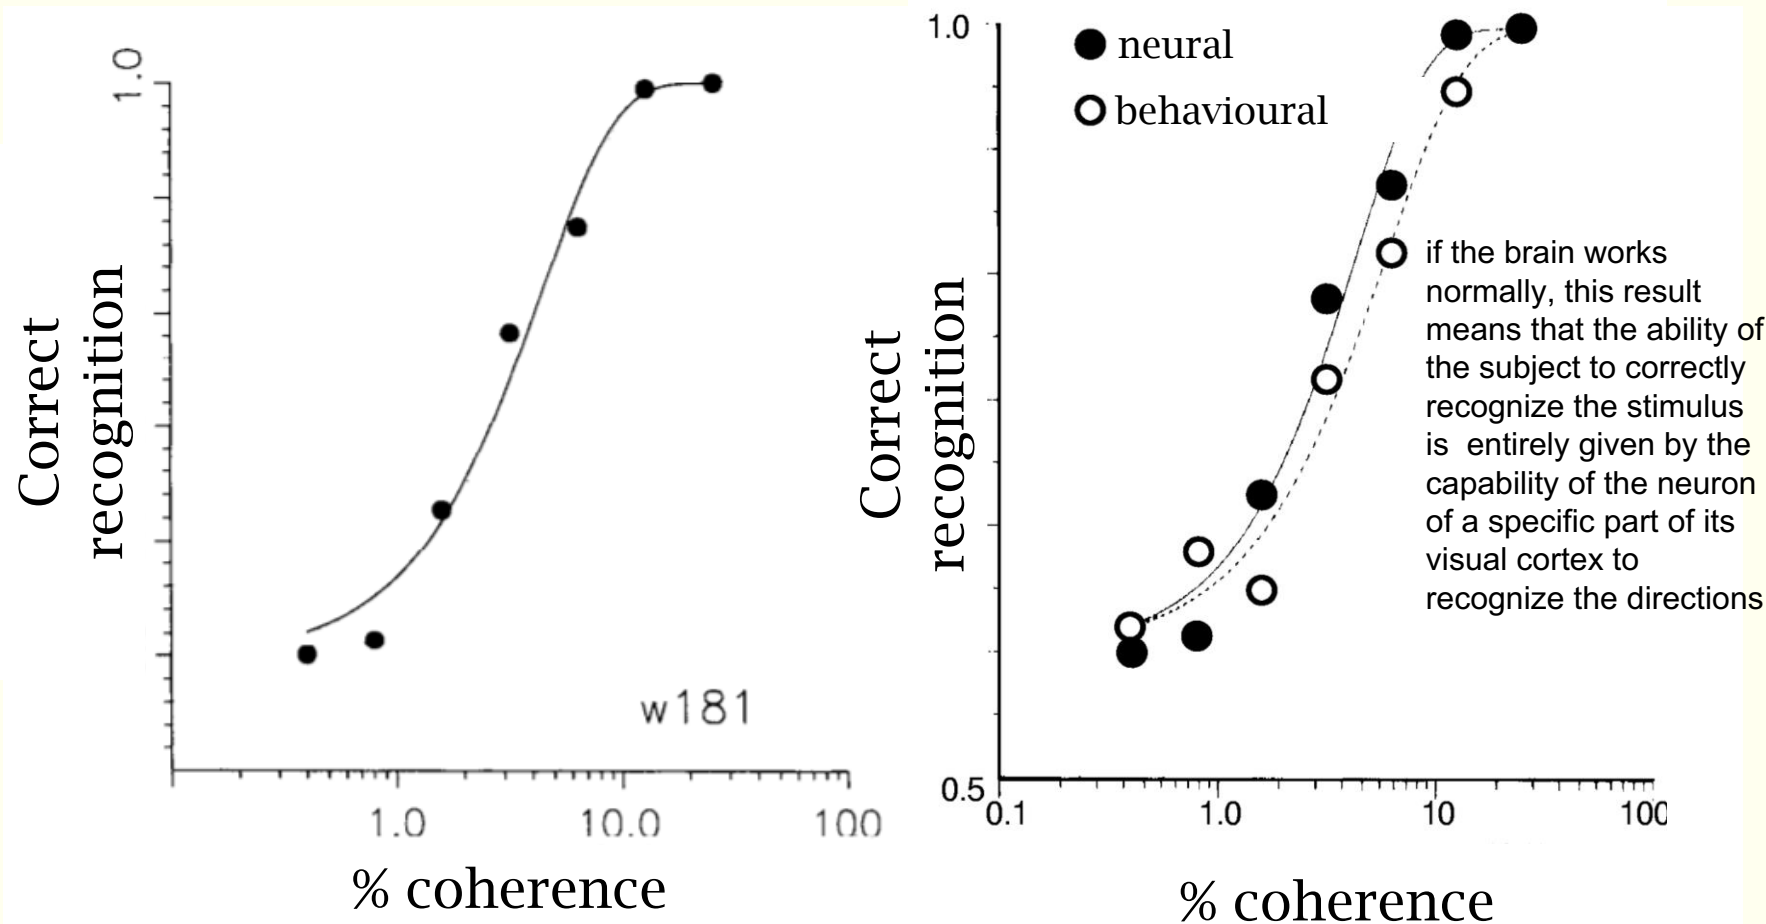 1.0
Correct
recognition
w181
1.0
10.0
100
% coherence
1.0
neural
behavioural
Correct
recognition
if the brain works
normally, this result
means that the ability of
the subject to correctly
recognize the stimulus
is entirely given by the
capability of the neuron
of a specific part of its
visual cortex to
recognize the directions
0.5
0.1
1.0
10
100
% coherence